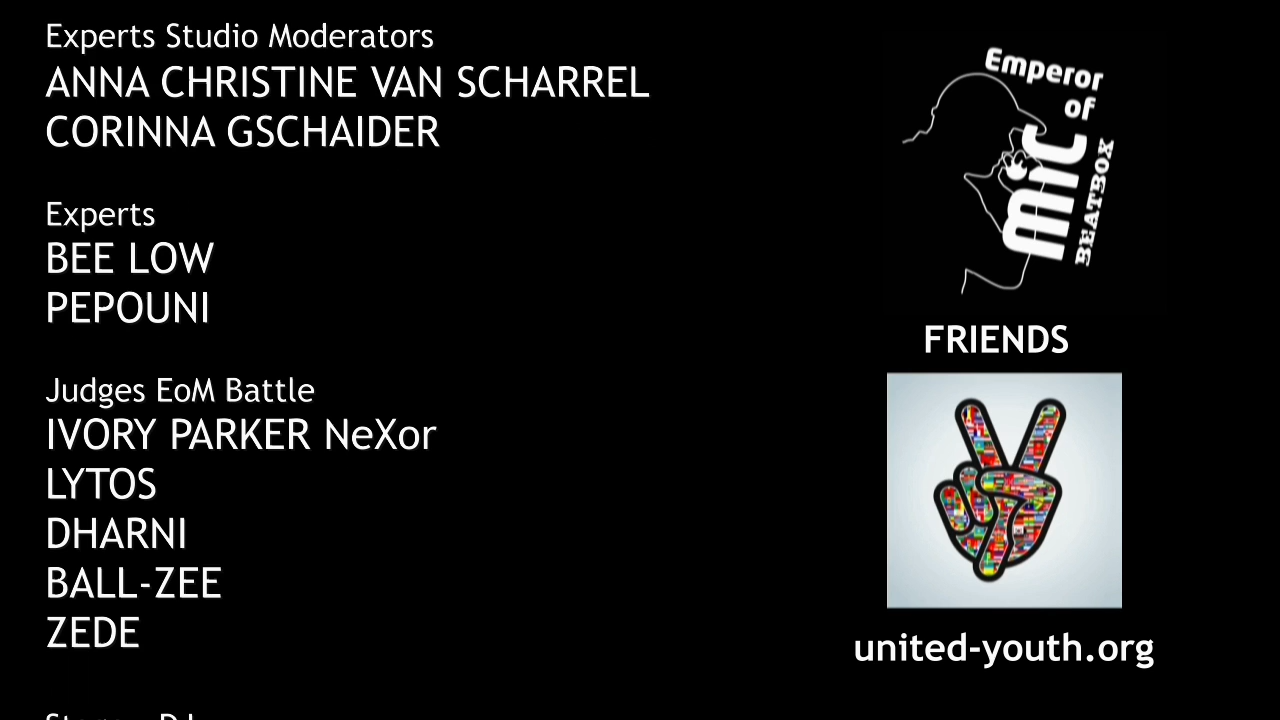 Experts Studio Moderators
ANNA CHRISTINE VAN SCHARREL
CORINNA GSCHAIDER
Experts
BEE LOW
PEPOUNI
Judges EoM Battle
IVORY PARKER NeXor
LYTOS
DHARNI
BALL-ZEE
ZEDE
Emperor
of
MIC
BEATBOX
FRIENDS
united-youth.org